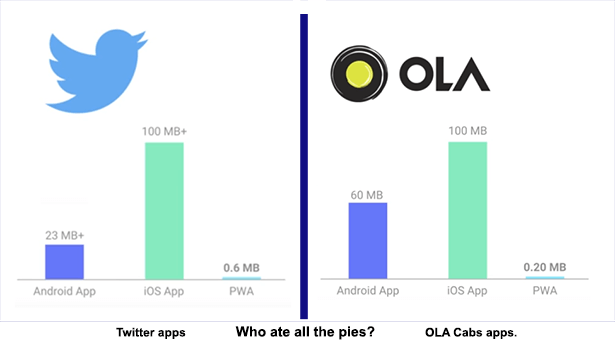 OLA
100 MB+
23 MB+
0.6 MB
Android App
iOS App
PWA
100 MB
60 MB
0.20 MB
Android App
iOS App
PWA
Twitter apps
Who ate all the pies?
OLA Cabs apps.